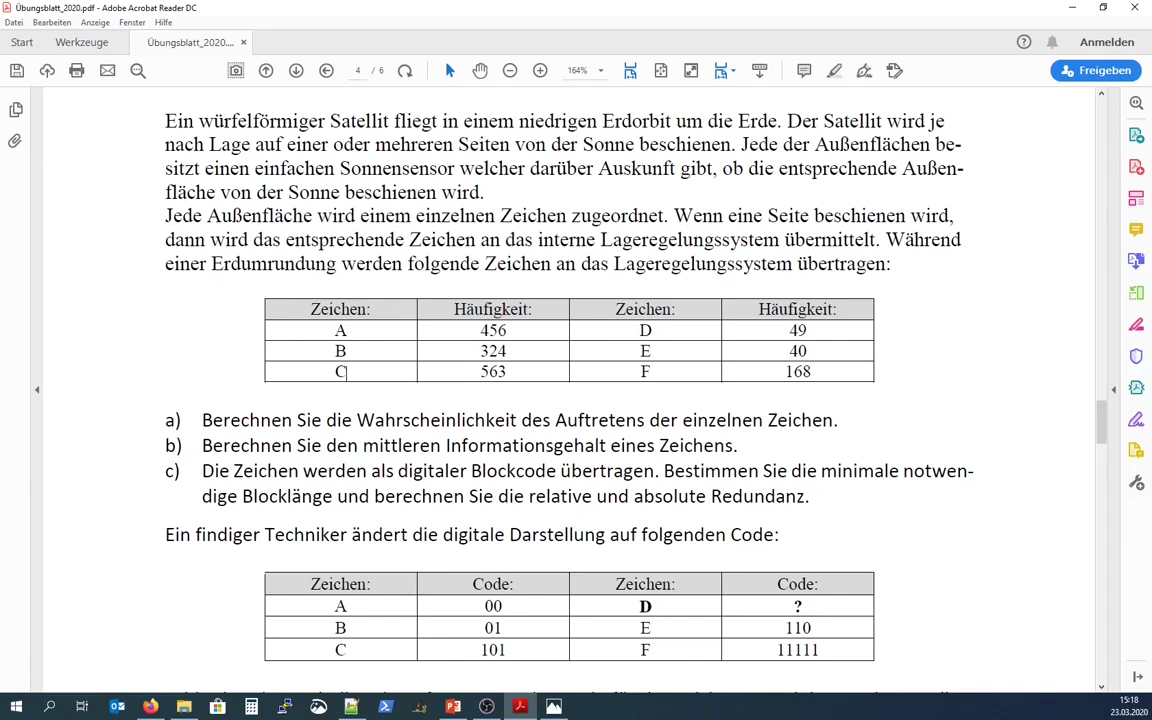 Übungsblatt_2020.pdf - Adobe Acrobat Reader DC
Datei Bearbeiten Anzeige Fenster Hilfe
Start Werkzeuge Übungsblatt_2020.... × Anmelden
4 / 6 164% Freigeben
Ein würfelförmiger Satellit fliegt in einem niedrigen Erdorbit um die Erde. Der Satellit wird je
nach Lage auf einer oder mehreren Seiten von der Sonne beschienen. Jede der Außenflächen be-
sitzt einen einfachen Sonnensensor welcher darüber Auskunft gibt, ob die entsprechende Außen-
fläche von der Sonne beschienen wird.
Jede Außenfläche wird einem einzelnen Zeichen zugeordnet. Wenn eine Seite beschienen wird,
dann wird das entsprechende Zeichen an das interne Lageregelungssystem übermittelt. Während
einer Erdumrundung werden folgende Zeichen an das Lageregelungssystem übertragen:
Zeichen: Häufigkeit: Zeichen: Häufigkeit:
A 456 D 49
B 324 E 40
C 563 F 168
a) Berechnen Sie die Wahrscheinlichkeit des Auftretens der einzelnen Zeichen.
b) Berechnen Sie den mittleren Informationsgehalt eines Zeichens.
c) Die Zeichen werden als digitaler Blockcode übertragen. Bestimmen Sie die minimale notwen-
dige Blocklänge und berechnen Sie die relative und absolute Redundanz.
Ein findiger Techniker ändert die digitale Darstellung auf folgenden Code:
Zeichen: Code: Zeichen: Code:
A 00 D ?
B 01 E 110
C 101 F 11111
15:18
23.03.2020